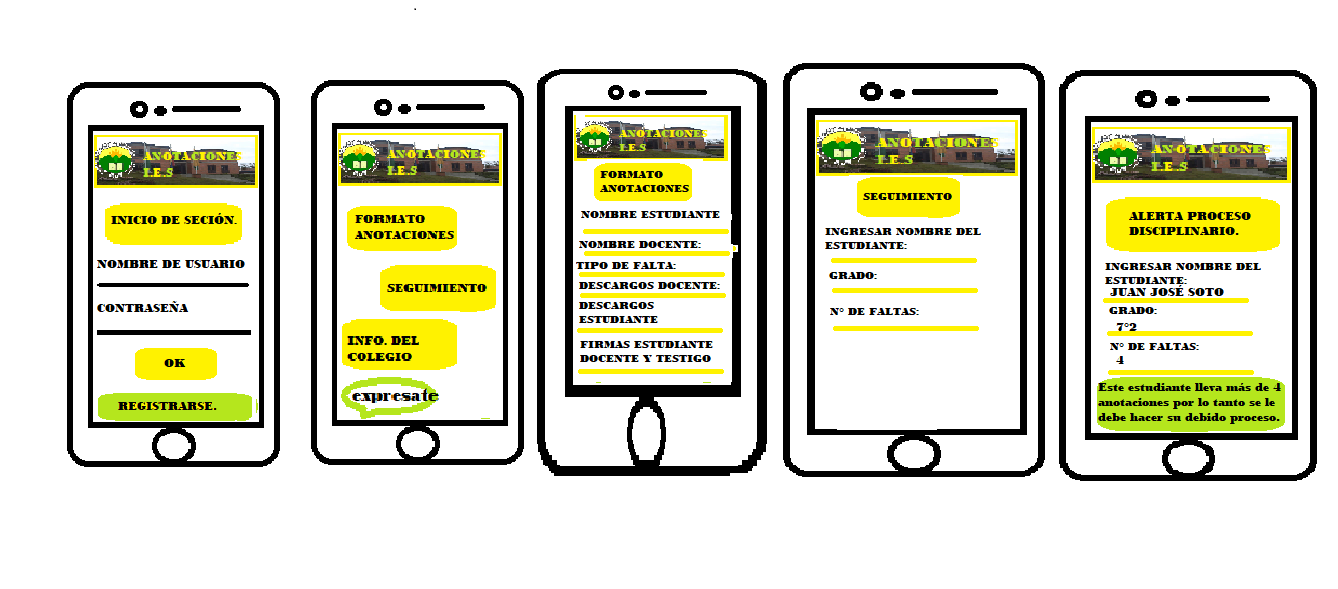 ANOTACIONES
I.E.S
INICIO DE SECIÓN.
NOMBRE DE USUARIO
CONTRASEÑA
OK
REGISTRARSE.
ANOTACIONES
I.E.S
FORMATO
ANOTACIONES
SEGUIMIENTO
INFO. DEL
COLEGIO
expresate
ANOTACIONES
I.E.S
FORMATO
ANOTACIONES
NOMBRE ESTUDIANTE
NOMBRE DOCENTE:
TIPO DE FALTA:
DESCARGOS DOCENTE:
DESCARGOS
ESTUDIANTE
FIRMAS ESTUDIANTE
DOCENTE Y TESTIGO
ANOTACIONES
I.E.S
SEGUIMIENTO
INGRESAR NOMBRE DEL
ESTUDIANTE:
GRADO:
N° DE FALTAS:
ANOTACIONES
I.E.S
ALERTA PROCESO
DISCIPLINARIO.
INGRESAR NOMBRE DEL
ESTUDIANTE:
JUAN JOSÉ SOTO
GRADO:
7°2
N° DE FALTAS:
4
Este estudiante lleva más de 4
anotaciones por lo tanto se le
debe hacer su debido proceso.